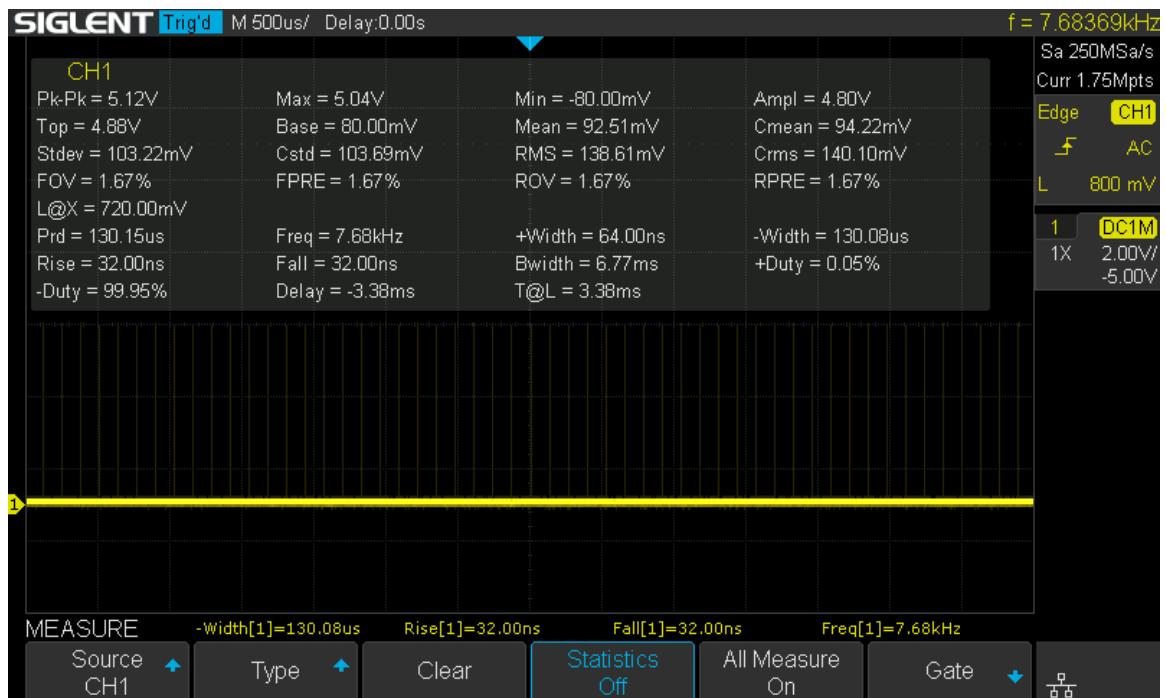 SIGLENT Trig'd M 500us/ Delay:0.00s f = 7.68369kHz
Sa 250MSa/s
Curr 1.75Mpts
Edge CH1
AC
L 800 mV
1 DC1M
1X 2.00V/
-5.00V
CH1
Pk-Pk = 5.12V Max = 5.04V Min = -80.00mV Ampl = 4.80V
Top = 4.88V Base = 80.00mV Mean = 92.51mV Cmean = 94.22mV
Stdev = 103.22mV Cstd = 103.69mV RMS = 138.61mV Crms = 140.10mV
FOV = 1.67% FPRE = 1.67% ROV = 1.67% RPRE = 1.67%
L@X = 720.00mV
Prd = 130.15us Freq = 7.68kHz +Width = 64.00ns -Width = 130.08us
Rise = 32.00ns Fall = 32.00ns Bwidth = 6.77ms +Duty = 0.05%
-Duty = 99.95% Delay = -3.38ms T@L = 3.38ms
1
MEASURE -Width[1]=130.08us Rise[1]=32.00ns Fall[1]=32.00ns Freq[1]=7.68kHz
Source Type Clear Statistics All Measure Gate
CH1 Off On